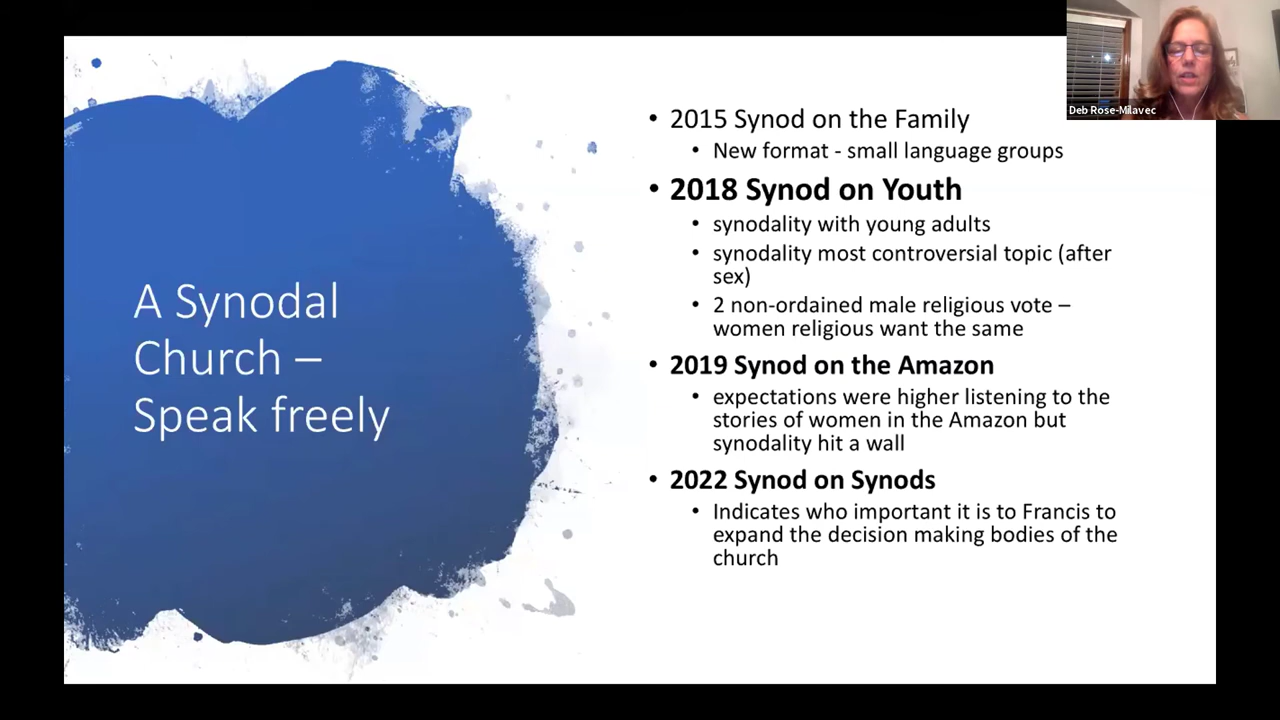 A Synodal
Church –
Speak freely
• 2015 Synod on the Family
• New format - small language groups
• 2018 Synod on Youth
• synodality with young adults
• synodality most controversial topic (after
sex)
• 2 non-ordained male religious vote –
women religious want the same
• 2019 Synod on the Amazon
• expectations were higher listening to the
stories of women in the Amazon but
synodality hit a wall
• 2022 Synod on Synods
• Indicates who important it is to Francis to
expand the decision making bodies of the
church
Deb Rose-Milavec